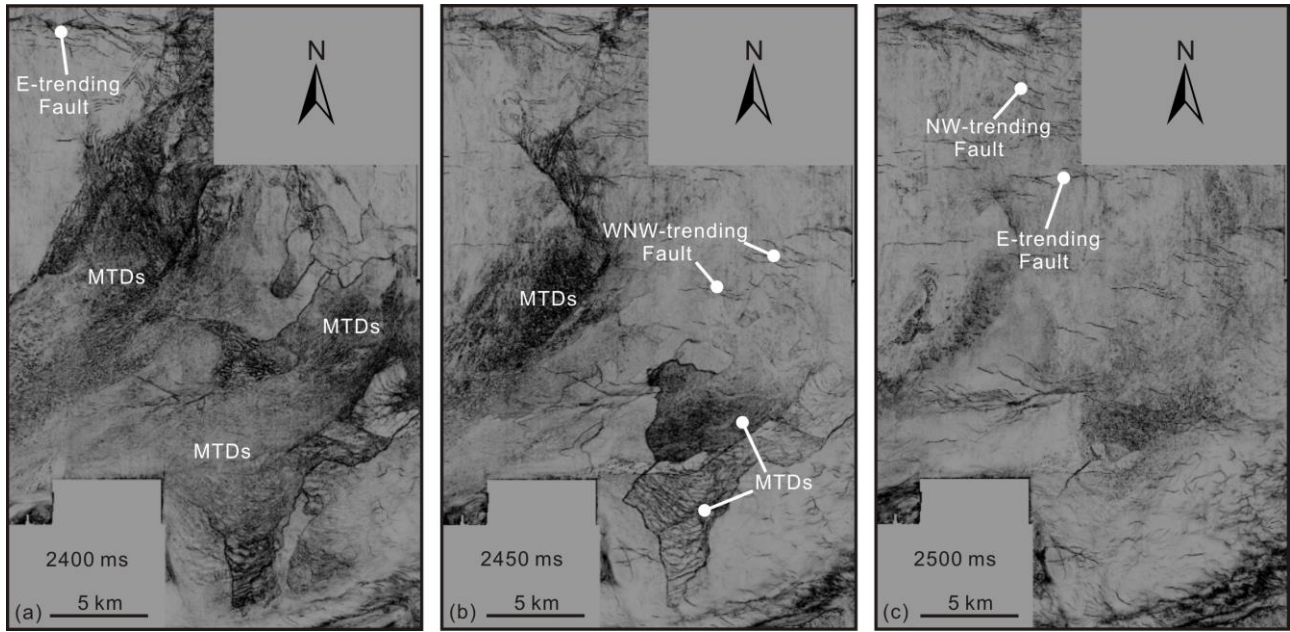 N
E-trending
Fault
MTDs
MTDs
MTDs
2400 ms
(a)
5 km
N
WNW-trending
Fault
MTDs
MTDs
2450 ms
(b)
5 km
N
NW-trending
Fault
E-trending
Fault
2500 ms
(c)
5 km